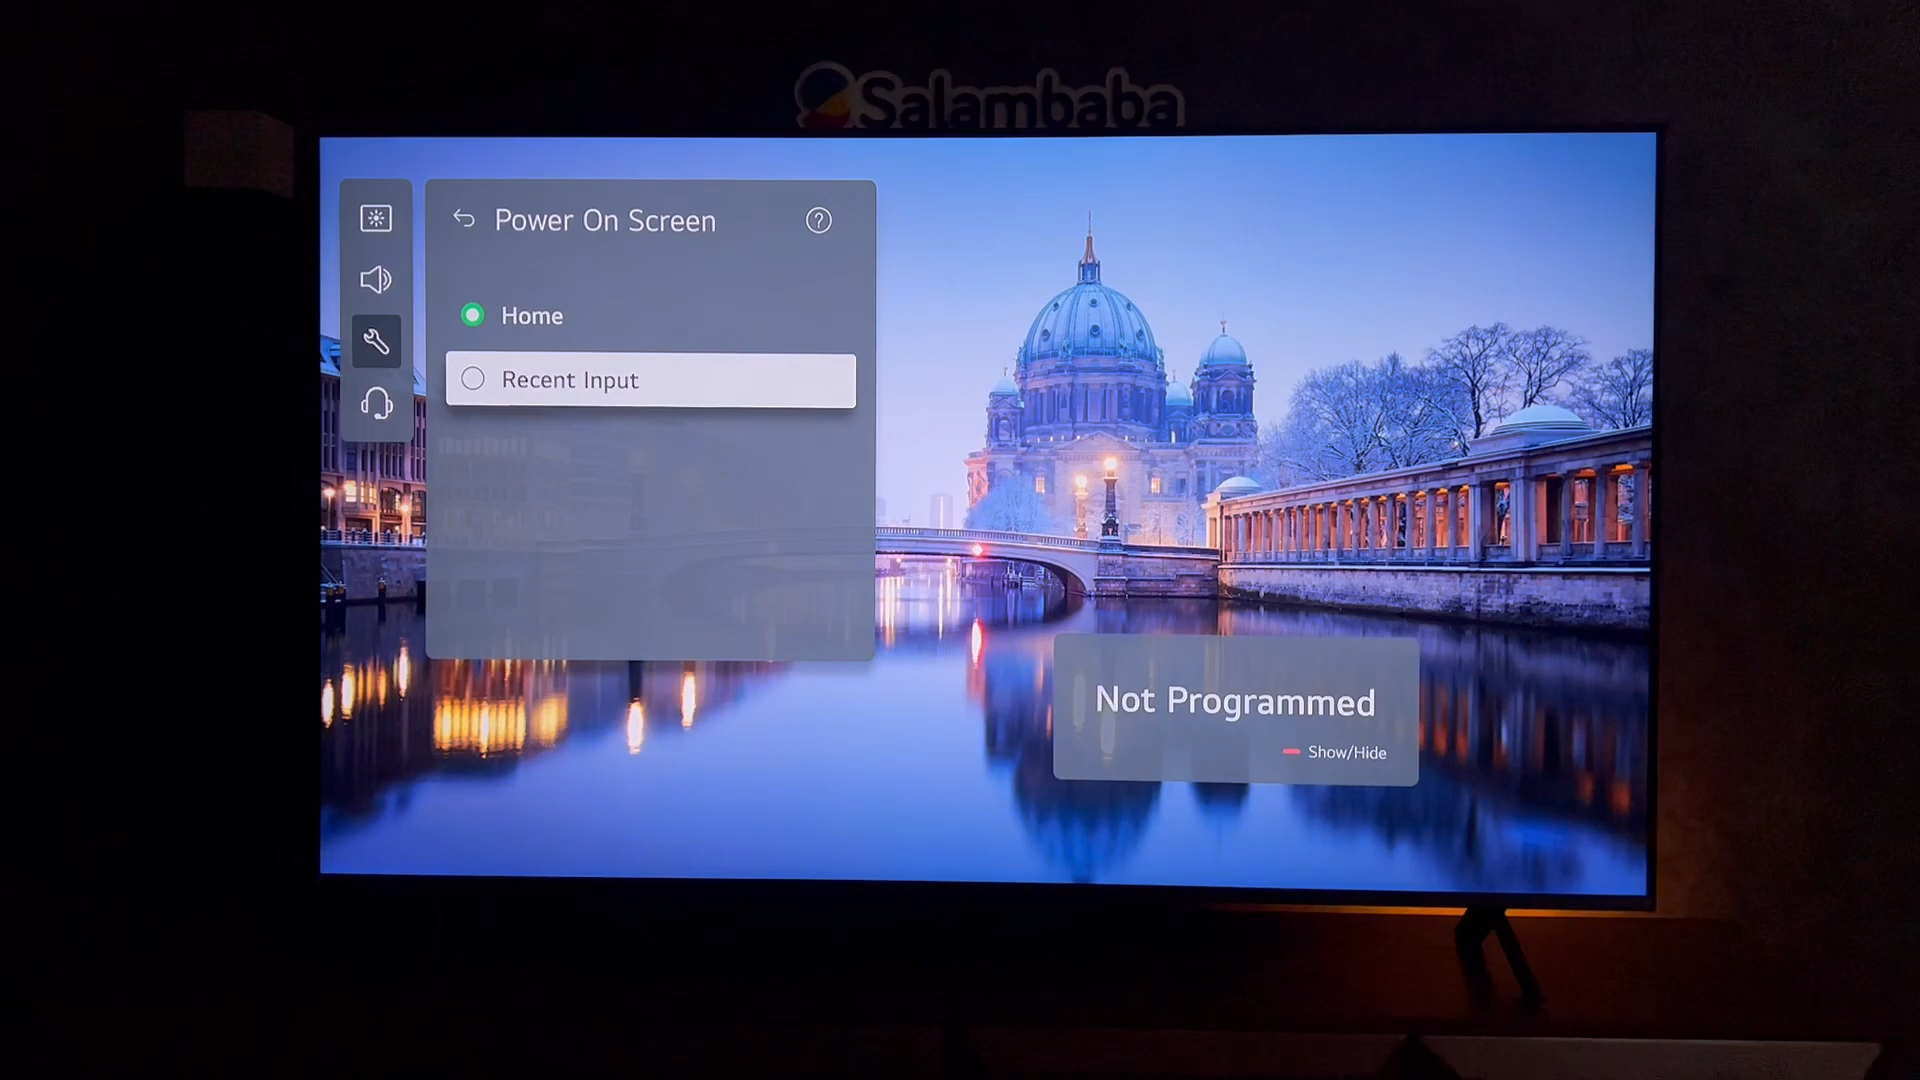 Salambaba
Power On Screen
Home
Recent Input
Not Programmed
Show/Hide